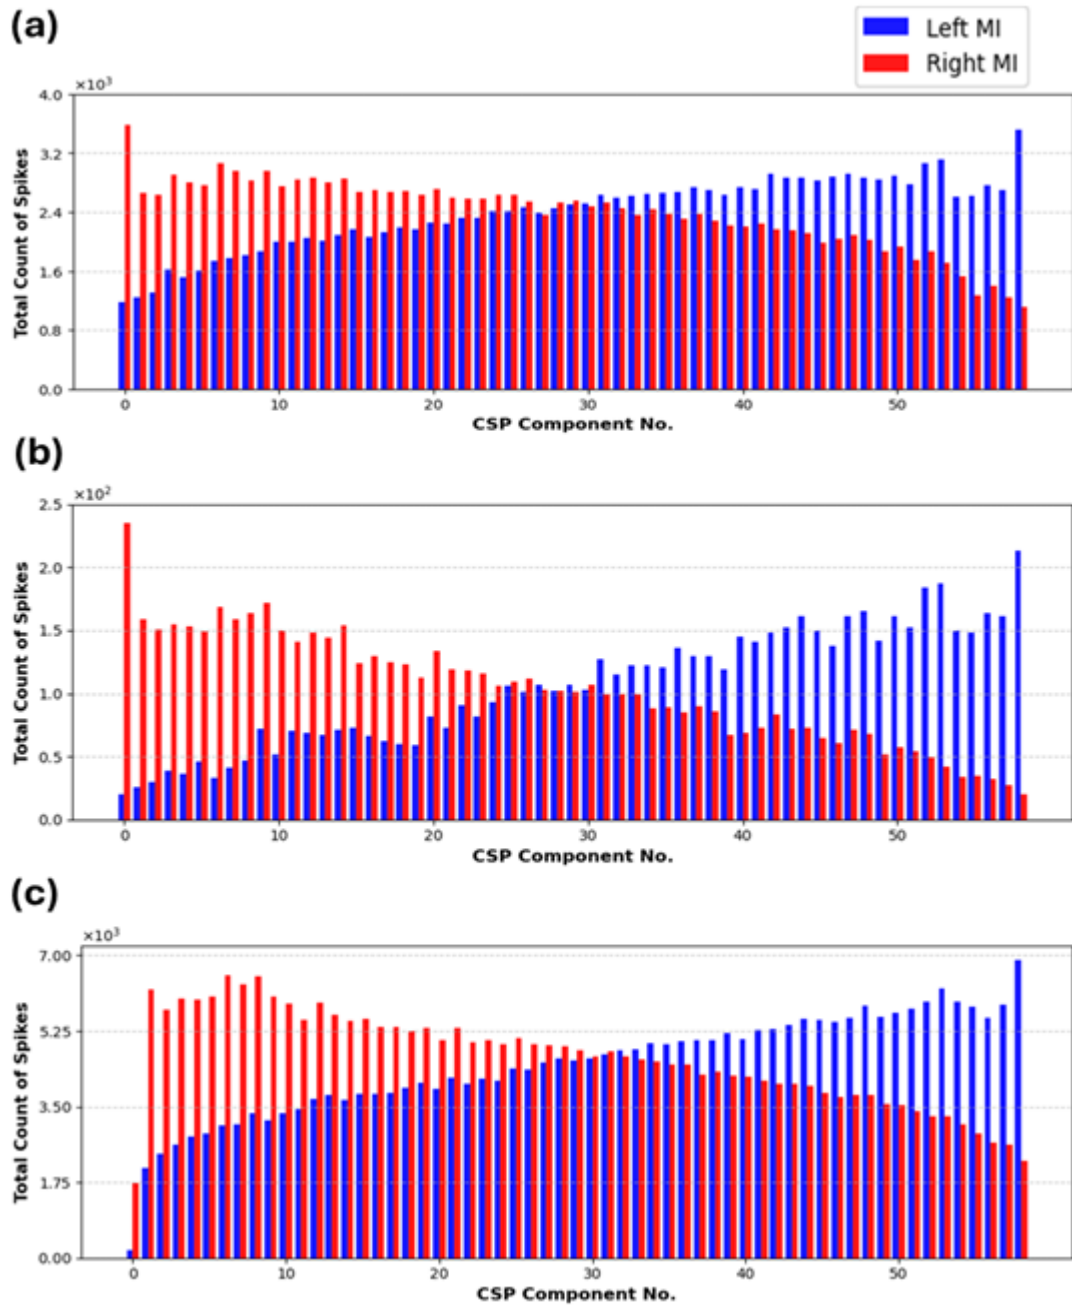 (a)
Left MI
Right MI
×10³
4.0
3.2
2.4
1.6
0.8
0.0
Total Count of Spikes
0 10 20 30 40 50
CSP Component No.
(b)
×10²
2.5
2.0
1.5
1.0
0.5
0.0
Total Count of Spikes
0 10 20 30 40 50
CSP Component No.
(c)
×10³
7.00
5.25
3.50
1.75
0.00
Total Count of Spikes
0 10 20 30 40 50
CSP Component No.